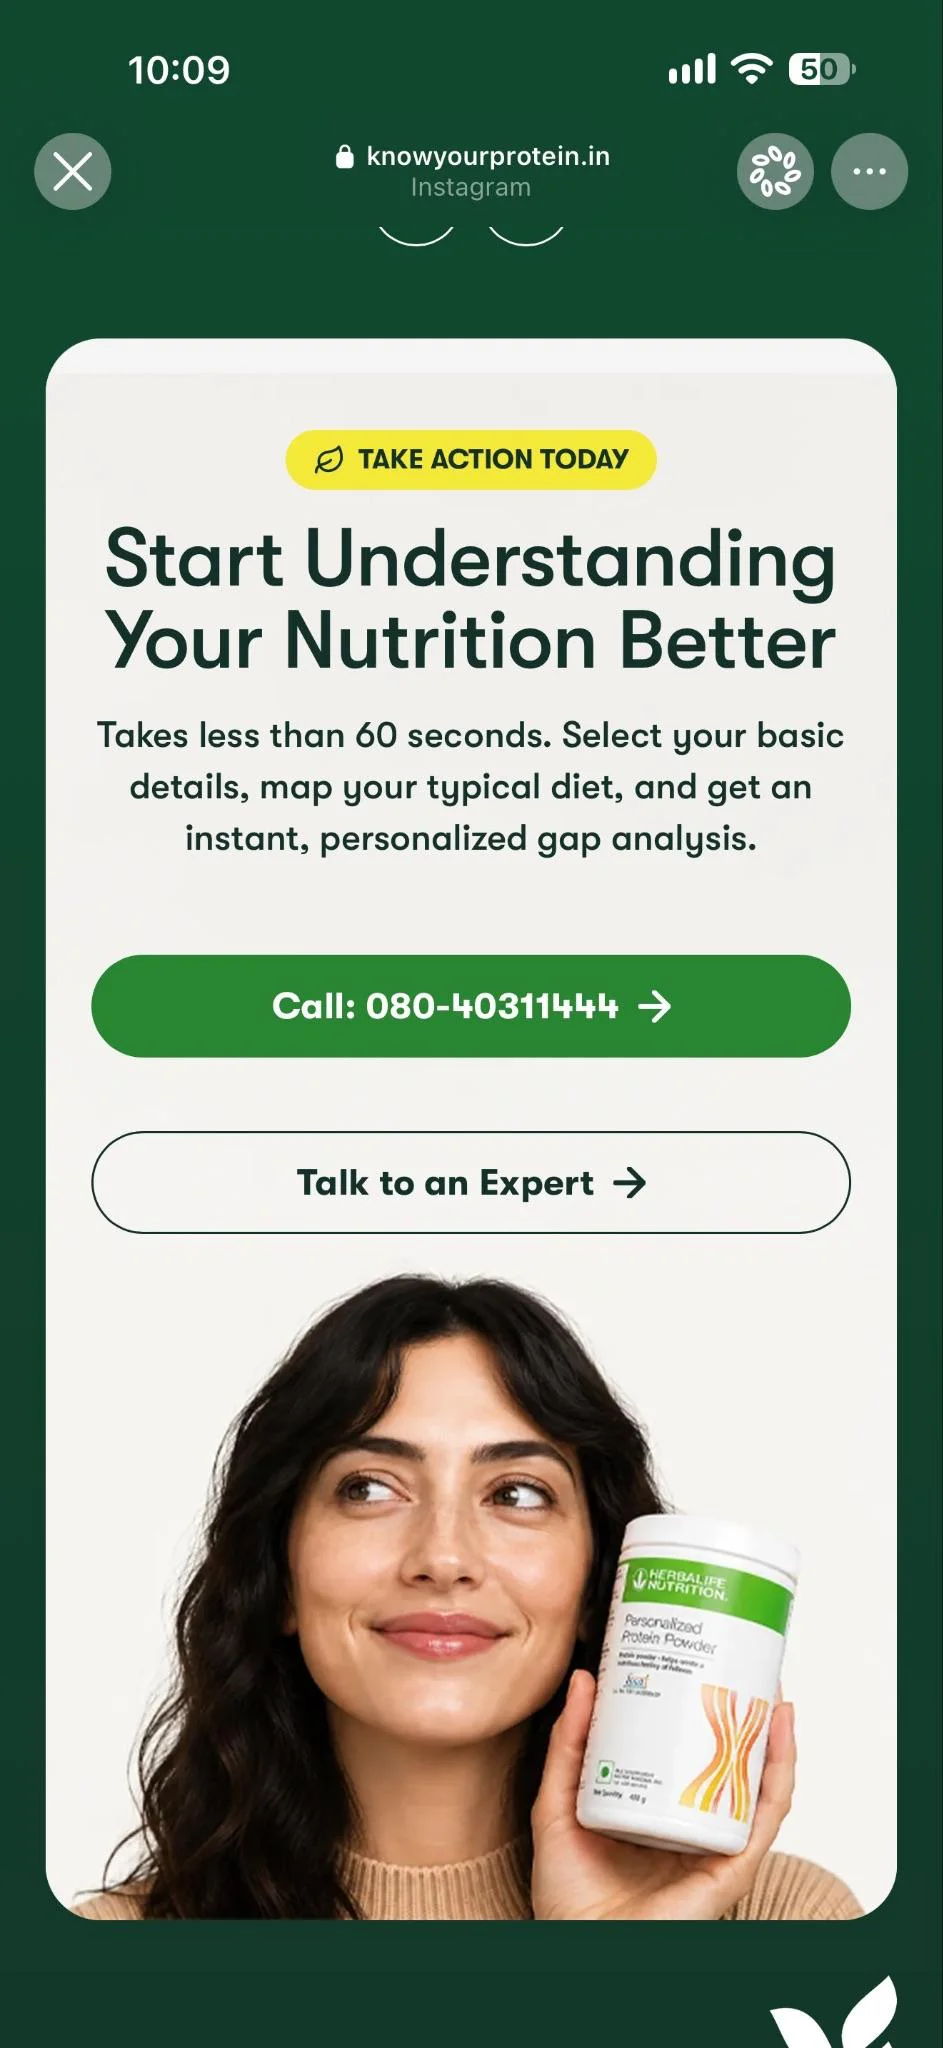 10:09
50
knowyourprotein.in
Instagram
TAKE ACTION TODAY
Start Understanding
Your Nutrition Better
Takes less than 60 seconds. Select your basic
details, map your typical diet, and get an
instant, personalized gap analysis.
Call: 080-40311444
Talk to an Expert
HERBALIFE
NUTRITION.
Personalized
Protein Powder